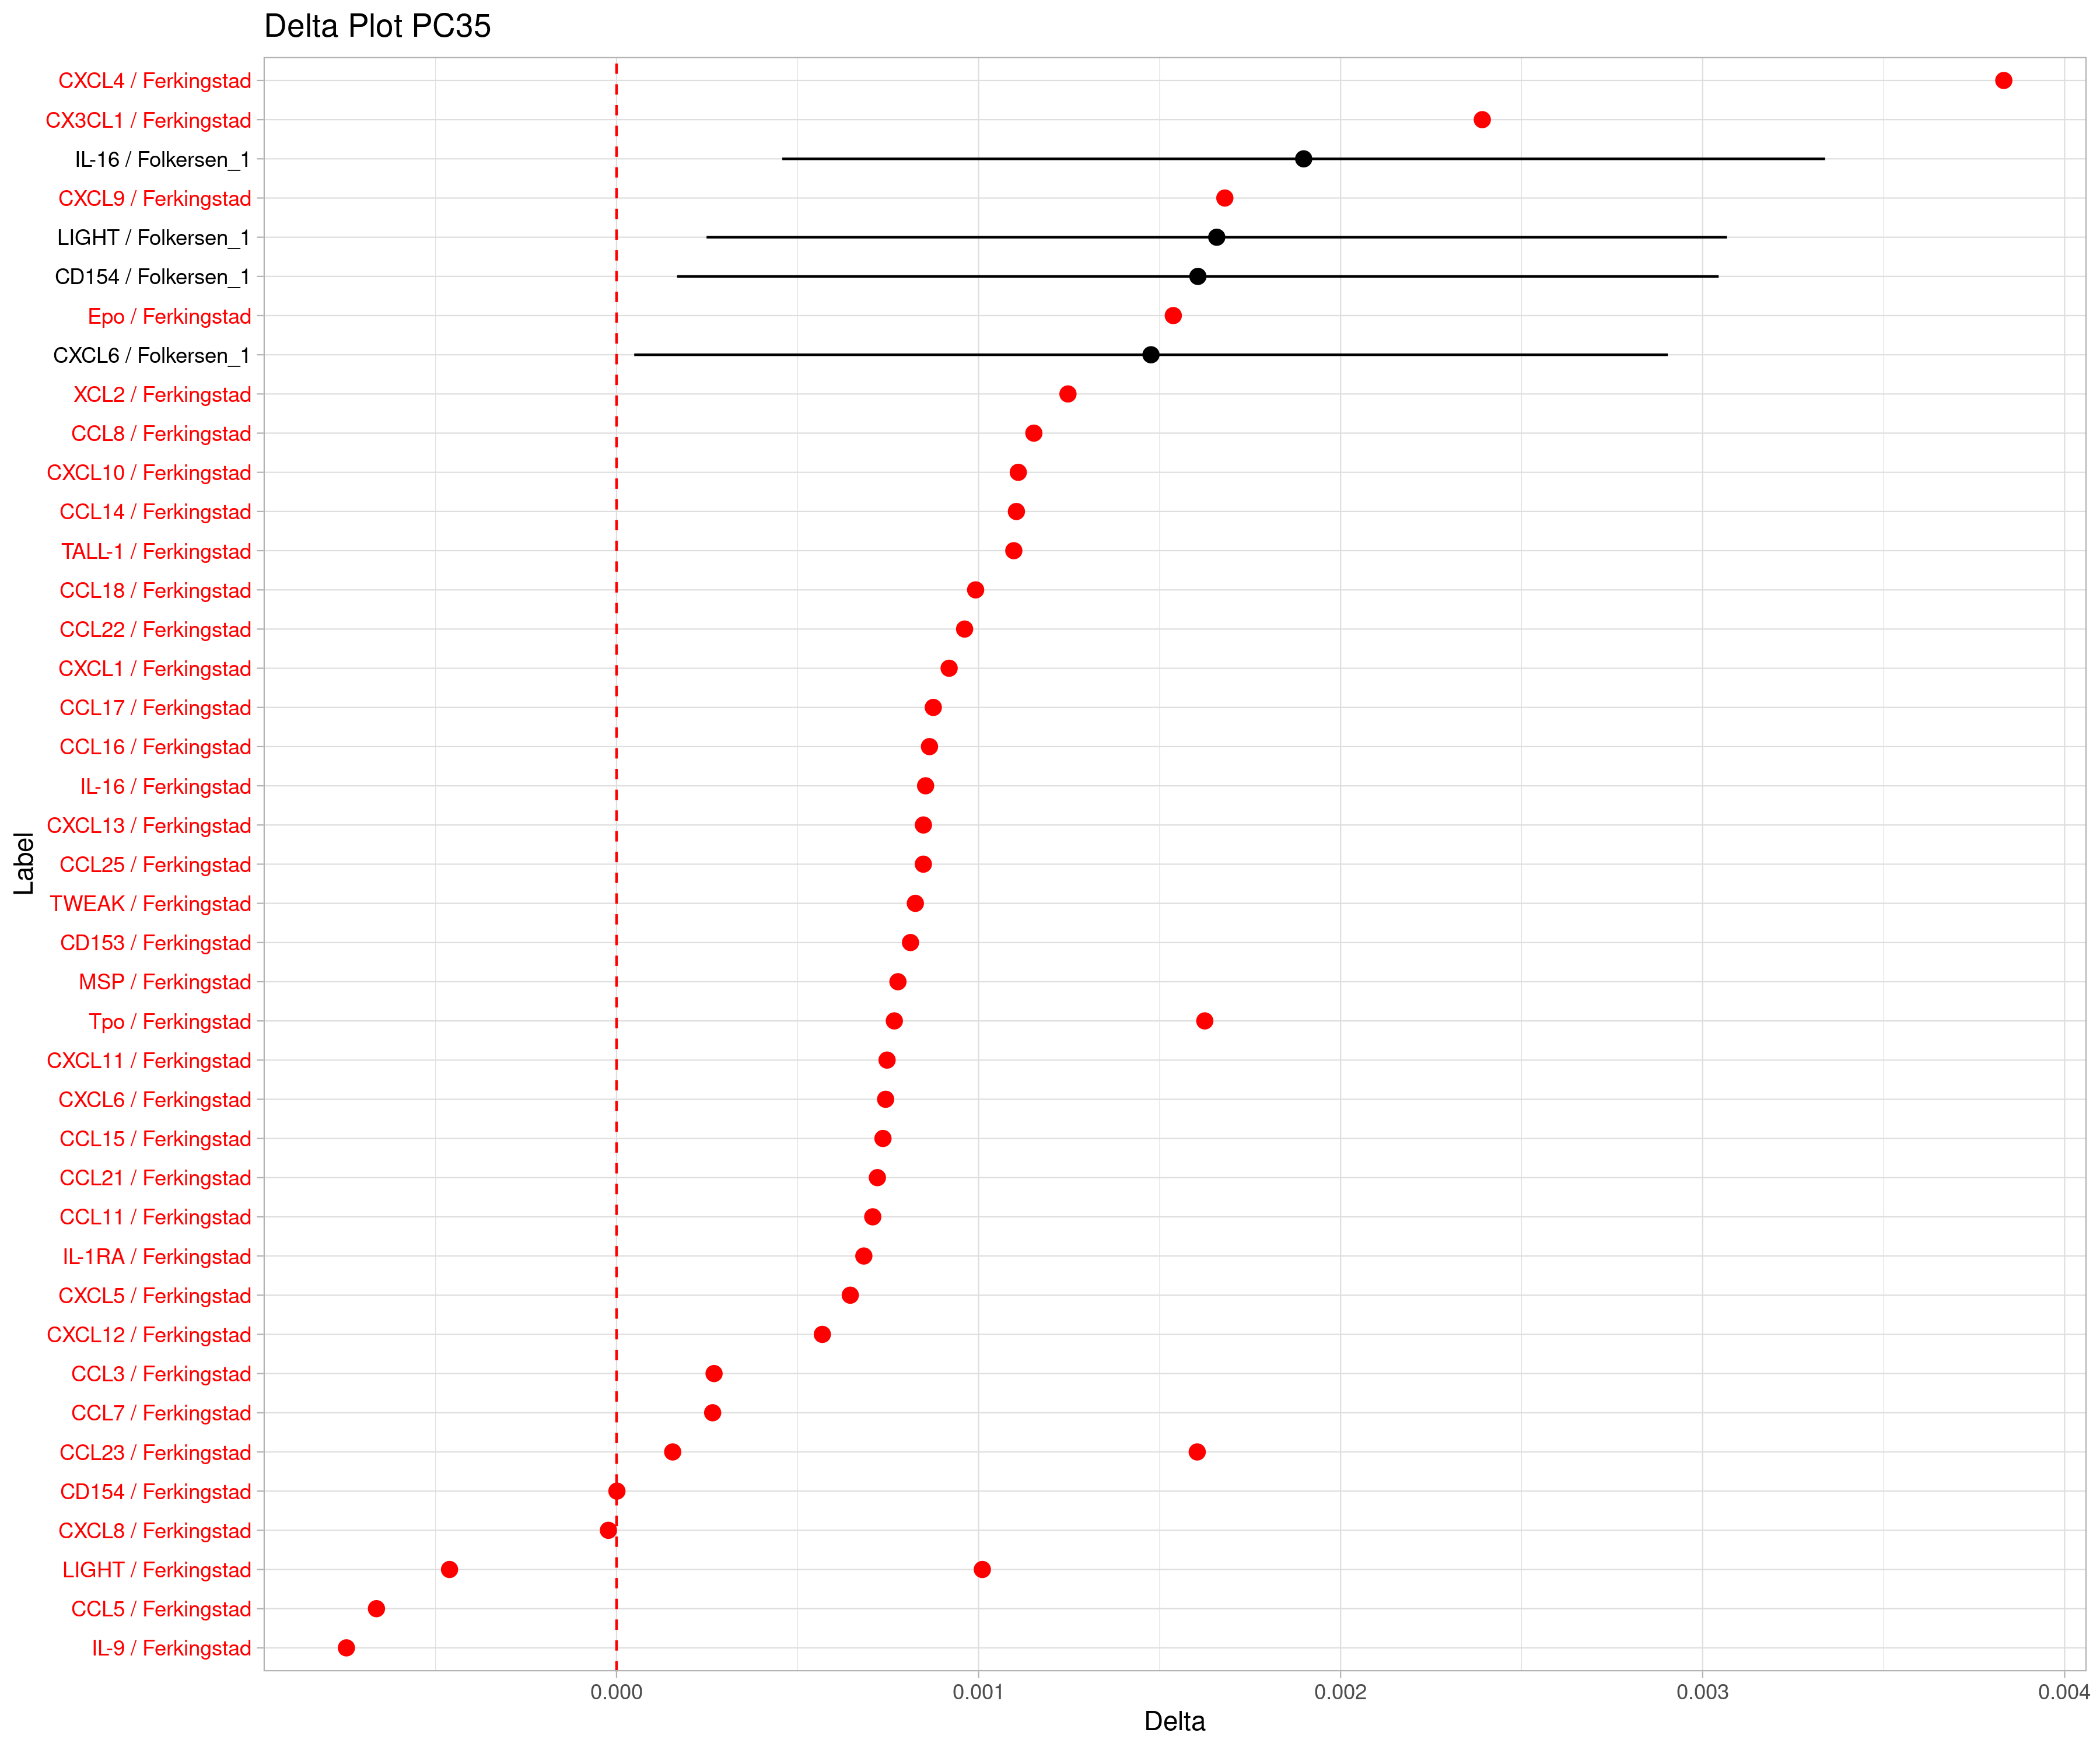 Delta Plot PC35
CXCL4 / Ferkingstad
CX3CL1 / Ferkingstad
IL-16 / Folkersen_1
CXCL9 / Ferkingstad
LIGHT / Folkersen_1
CD154 / Folkersen_1
Epo / Ferkingstad
CXCL6 / Folkersen_1
XCL2 / Ferkingstad
CCL8 / Ferkingstad
CXCL10 / Ferkingstad
CCL14 / Ferkingstad
TALL-1 / Ferkingstad
CCL18 / Ferkingstad
CCL22 / Ferkingstad
CXCL1 / Ferkingstad
CCL17 / Ferkingstad
CCL16 / Ferkingstad
IL-16 / Ferkingstad
CXCL13 / Ferkingstad
CCL25 / Ferkingstad
TWEAK / Ferkingstad
CD153 / Ferkingstad
MSP / Ferkingstad
Tpo / Ferkingstad
CXCL11 / Ferkingstad
CXCL6 / Ferkingstad
CCL15 / Ferkingstad
CCL21 / Ferkingstad
CCL11 / Ferkingstad
IL-1RA / Ferkingstad
CXCL5 / Ferkingstad
CXCL12 / Ferkingstad
CCL3 / Ferkingstad
CCL7 / Ferkingstad
CCL23 / Ferkingstad
CD154 / Ferkingstad
CXCL8 / Ferkingstad
LIGHT / Ferkingstad
CCL5 / Ferkingstad
IL-9 / Ferkingstad
Label
0.000 0.001 0.002 0.003 0.004
Delta